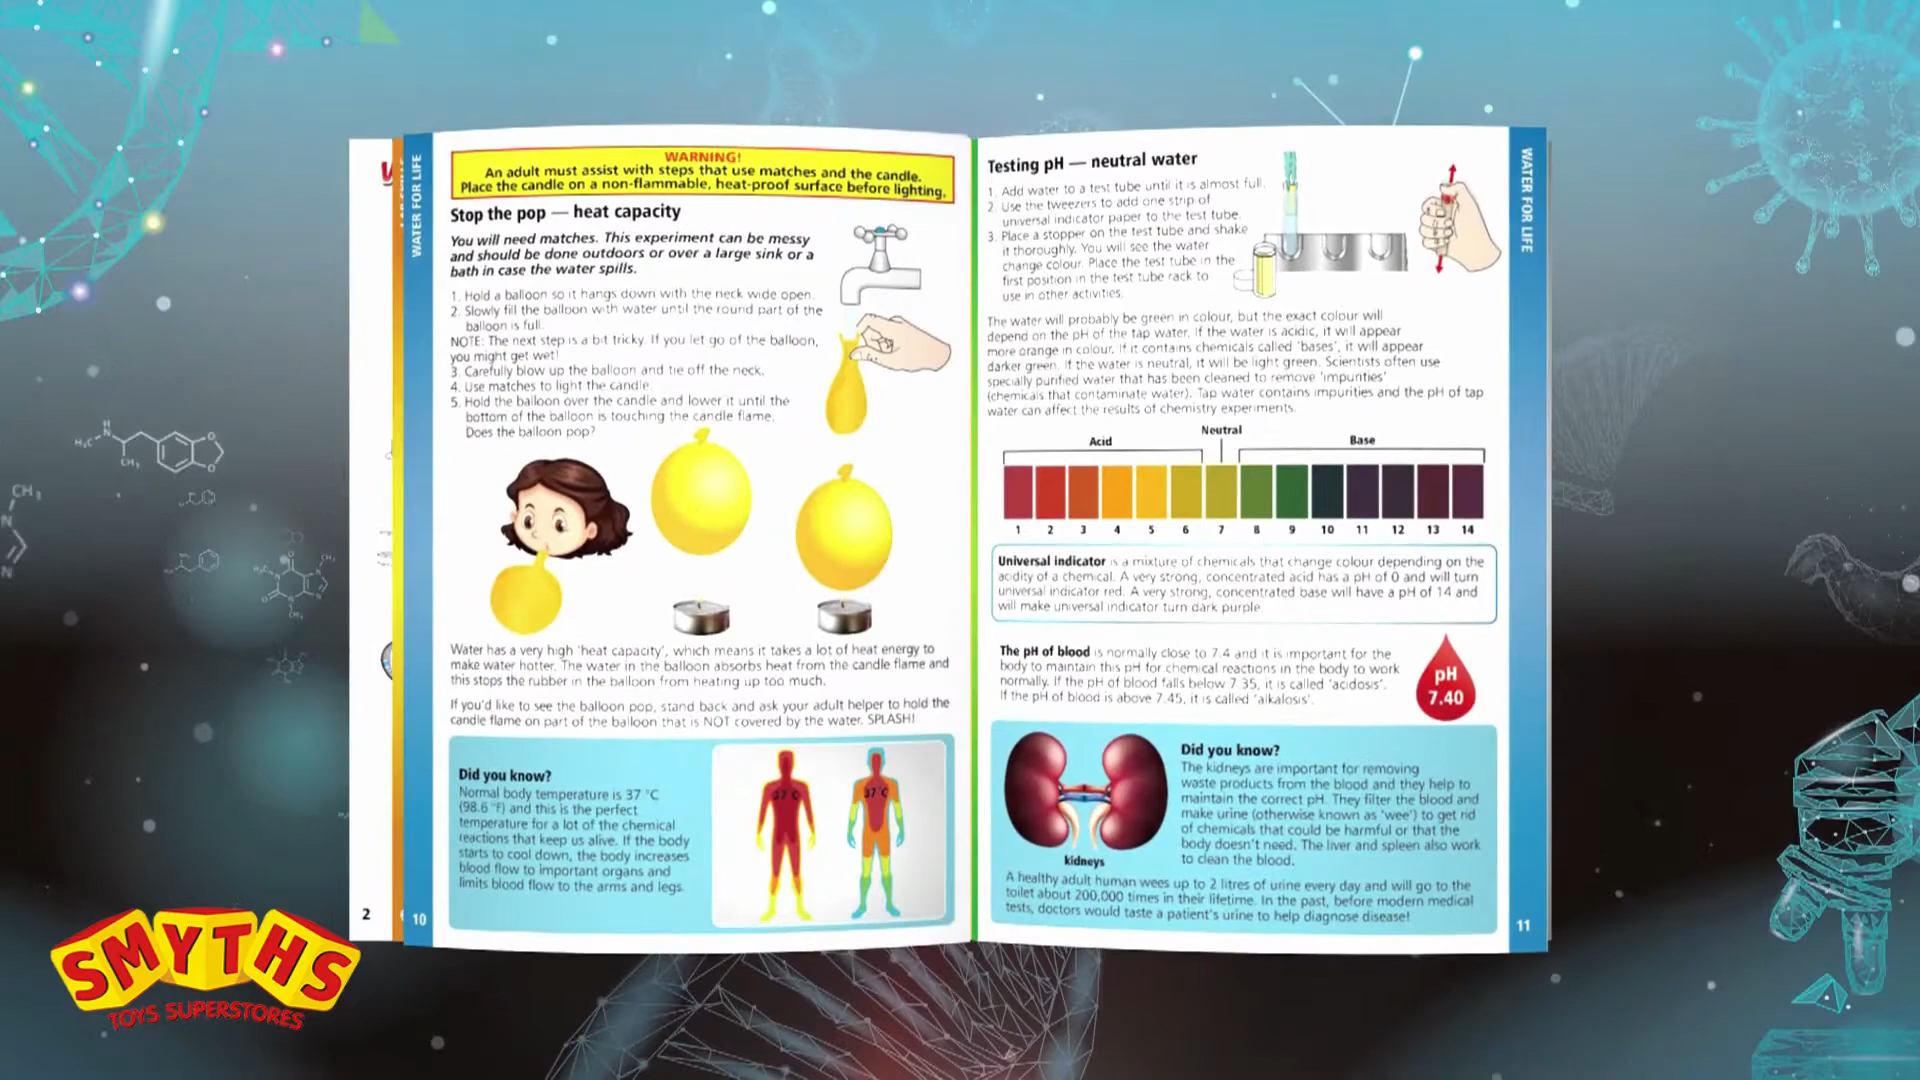 WARNING!
An adult must assist with steps that use matches and the candle.
Place the candle on a non-flammable, heat-proof surface before lighting.
Stop the pop — heat capacity
You will need matches. This experiment can be messy
and should be done outdoors or over a large sink or a
bath in case the water spills.
1. Hold a balloon so it hangs down with the neck wide open.
2. Slowly fill the balloon with water until the round part of the
balloon is full.
NOTE: The next step is a bit tricky. If you let go of the balloon,
you might get wet!
3. Carefully blow up the balloon and tie off the neck.
4. Use matches to light the candle.
5. Hold the balloon over the candle and lower it until the
bottom of the balloon is touching the candle flame.
Does the balloon pop?
Water has a very high 'heat capacity', which means it takes a lot of heat energy to
make water hotter. The water in the balloon absorbs heat from the candle flame and
this stops the rubber in the balloon from heating up too much.
If you'd like to see the balloon pop, stand back and ask your adult helper to hold the
candle flame on part of the balloon that is NOT covered by the water. SPLASH!
Did you know?
Normal body temperature is 37 °C
(98.6 °F) and this is the perfect
temperature for a lot of the chemical
reactions that keep us alive. If the body
starts to cool down, the body increases
blood flow to important organs and
limits blood flow to the arms and legs.
37°C
37°C
WATER FOR LIFE
10
2
Testing pH — neutral water
1. Add water to a test tube until it is almost full.
2. Use the tweezers to add one strip of
universal indicator paper to the test tube.
3. Place a stopper on the test tube and shake
it thoroughly. You will see the water
change colour. Place the test tube in the
first position in the test tube rack to
use in other activities.
The water will probably be green in colour, but the exact colour will
depend on the pH of the tap water. If the water is acidic, it will appear
more orange in colour. If it contains chemicals called 'bases', it will appear
darker green. If the water is neutral, it will be light green. Scientists often use
specially purified water that has been cleaned to remove 'impurities'
(chemicals that contaminate water). Tap water contains impurities and the pH of tap
water can affect the results of chemistry experiments.
Acid Neutral Base
1 2 3 4 5 6 7 8 9 10 11 12 13 14
Universal indicator is a mixture of chemicals that change colour depending on the
acidity of a chemical. A very strong, concentrated acid has a pH of 0 and will turn
universal indicator red. A very strong, concentrated base will have a pH of 14 and
will make universal indicator turn dark purple.
The pH of blood is normally close to 7.4 and it is important for the
body to maintain this pH for chemical reactions in the body to work
normally. If the pH of blood falls below 7.35, it is called 'acidosis'.
If the pH of blood is above 7.45, it is called 'alkalosis'.
pH
7.40
Did you know?
The kidneys are important for removing
waste products from the blood and they help to
maintain the correct pH. They filter the blood and
make urine (otherwise known as 'wee') to get rid
of chemicals that could be harmful or that the
body doesn't need. The liver and spleen also work
to clean the blood.
kidneys
A healthy adult human wees up to 2 litres of urine every day and will go to the
toilet about 200,000 times in their lifetime. In the past, before modern medical
tests, doctors would taste a patient's urine to help diagnose disease!
WATER FOR LIFE
11
SMYTHS
TOYS SUPERSTORES